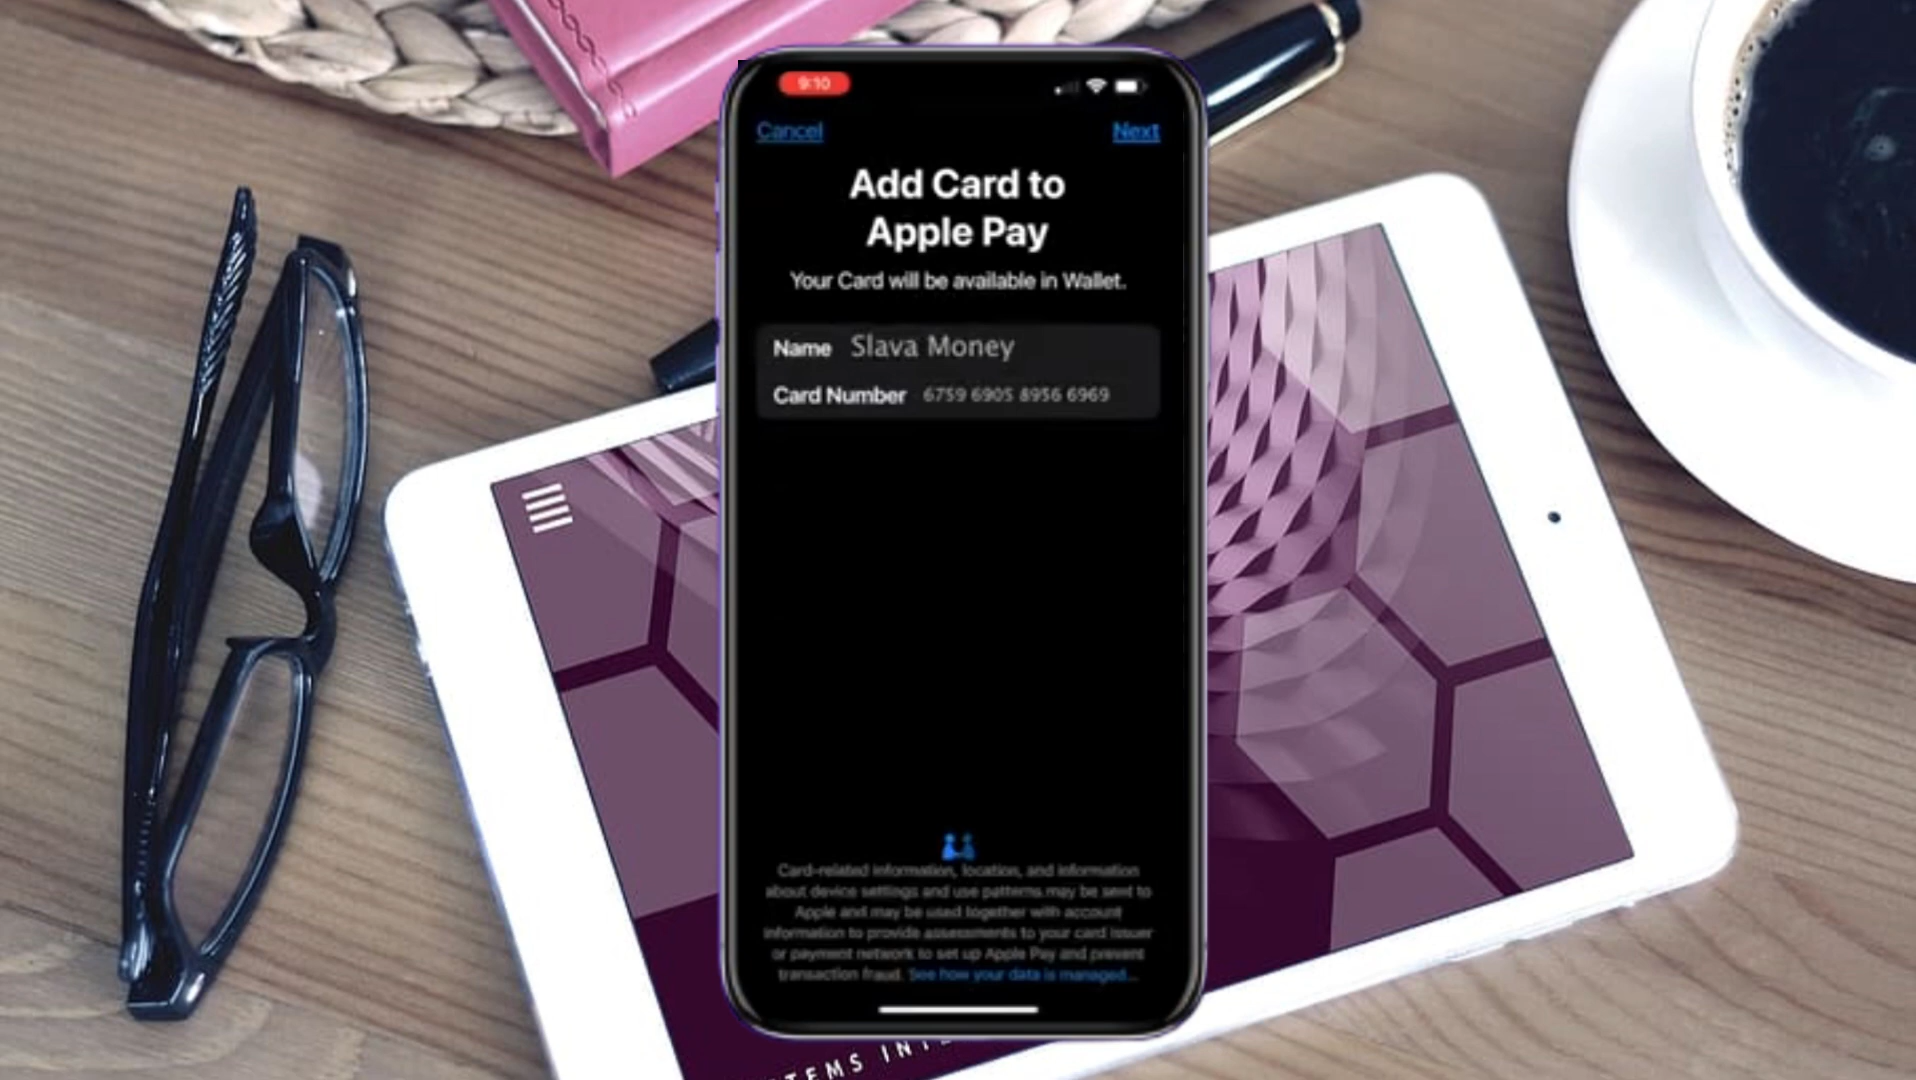 9:10
Cancel
Next
Add Card to
Apple Pay
Your Card will be available in Wallet.
Name Slava Money
Card Number 6759 6905 8956 6969
Card-related information, location, and information
about device settings and use patterns may be sent to
Apple and may be used together with account
information to provide assessments to your card issuer
or payment network to set up Apple Pay and prevent
transaction fraud. See how your data is managed...